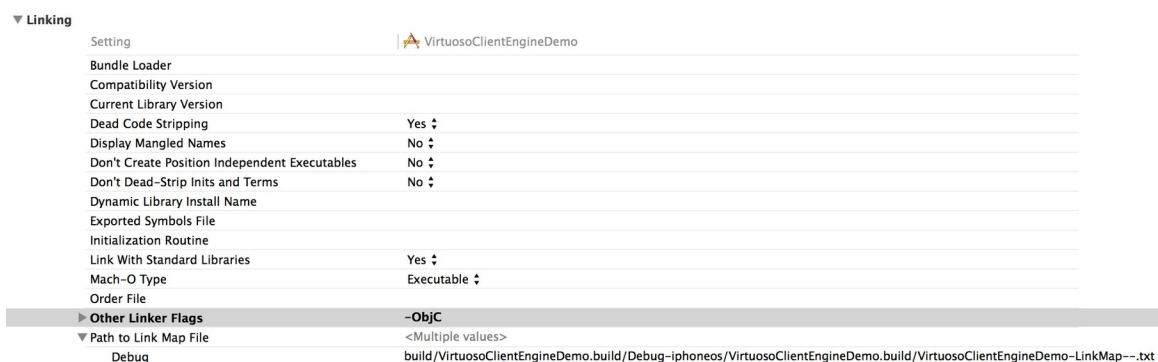 Linking
Setting VirtuosoClientEngineDemo
Bundle Loader
Compatibility Version
Current Library Version
Dead Code Stripping Yes
Display Mangled Names No
Don't Create Position Independent Executables No
Don't Dead-Strip Inits and Terms No
Dynamic Library Install Name
Exported Symbols File
Initialization Routine
Link With Standard Libraries Yes
Mach-O Type Executable
Order File
Other Linker Flags -ObjC
Path to Link Map File <Multiple values>
Debug build/VirtuosoClientEngineDemo.build/Debug-iphoneos/VirtuosoClientEngineDemo.build/VirtuosoClientEngineDemo-LinkMap--.txt